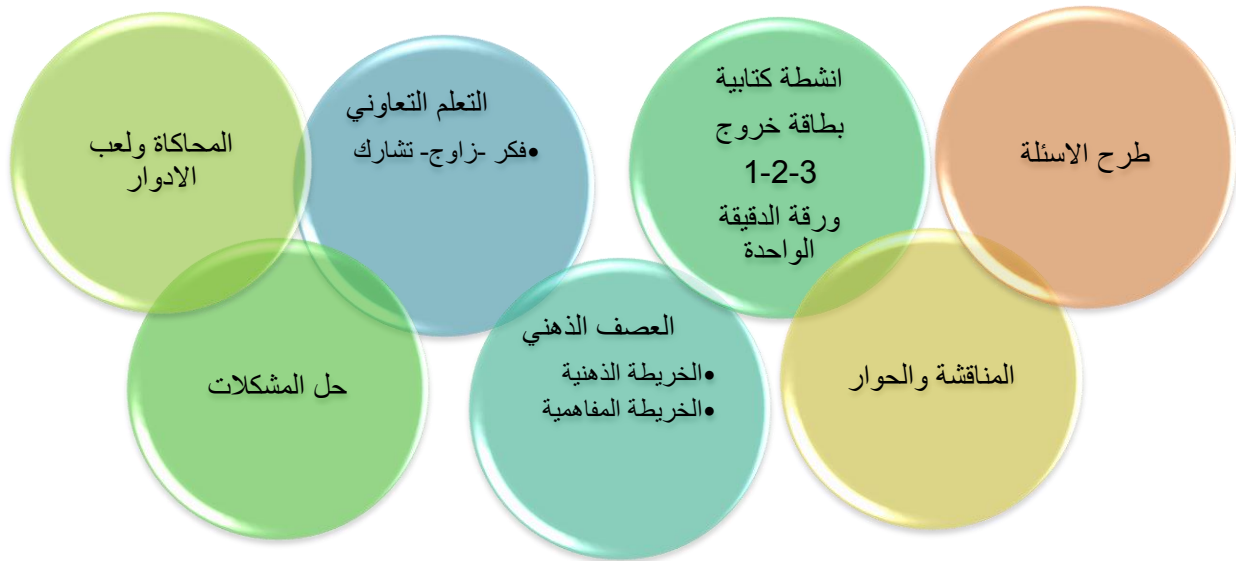 طرح الاسئلة
المناقشة والحوار
انشطة كتابية
بطاقة خروج
1-2-3
ورقة الدقيقة
الواحدة
العصف الذهني
•الخريطة الذهنية
•الخريطة المفاهمية
التعلم التعاوني
•فكر -زاوج- تشارك
حل المشكلات
المحاكاة ولعب
الادوار